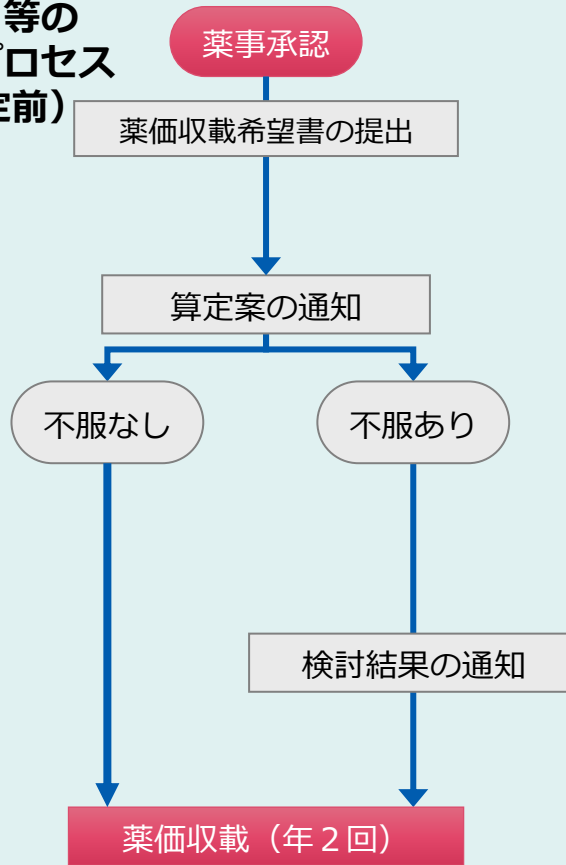 等の
プロセス
定前）
薬事承認
薬価収載希望書の提出
算定案の通知
不服なし
不服あり
検討結果の通知
薬価収載（年２回）